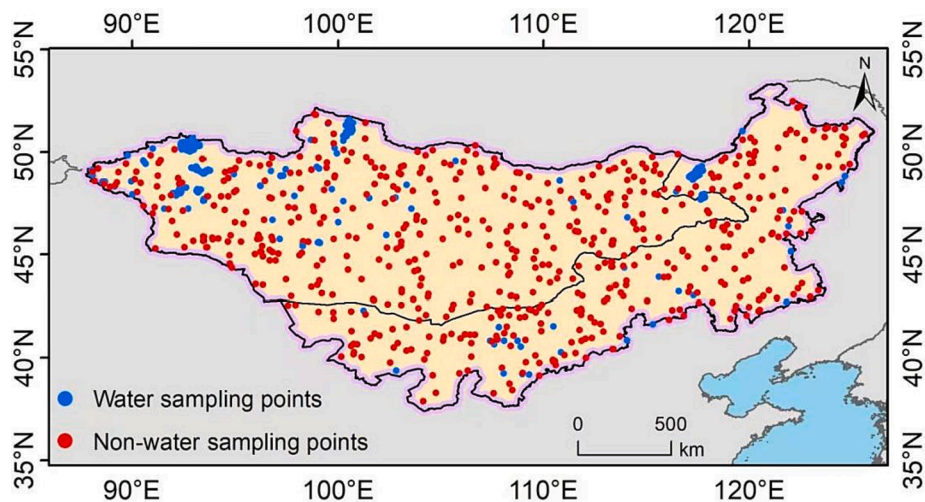 90°E 100°E 110°E 120°E
55°N 55°N
N
50°N 50°N
45°N 45°N
40°N 40°N
Water sampling points
0 500
Non-water sampling points
km
35°N 35°N
90°E 100°E 110°E 120°E